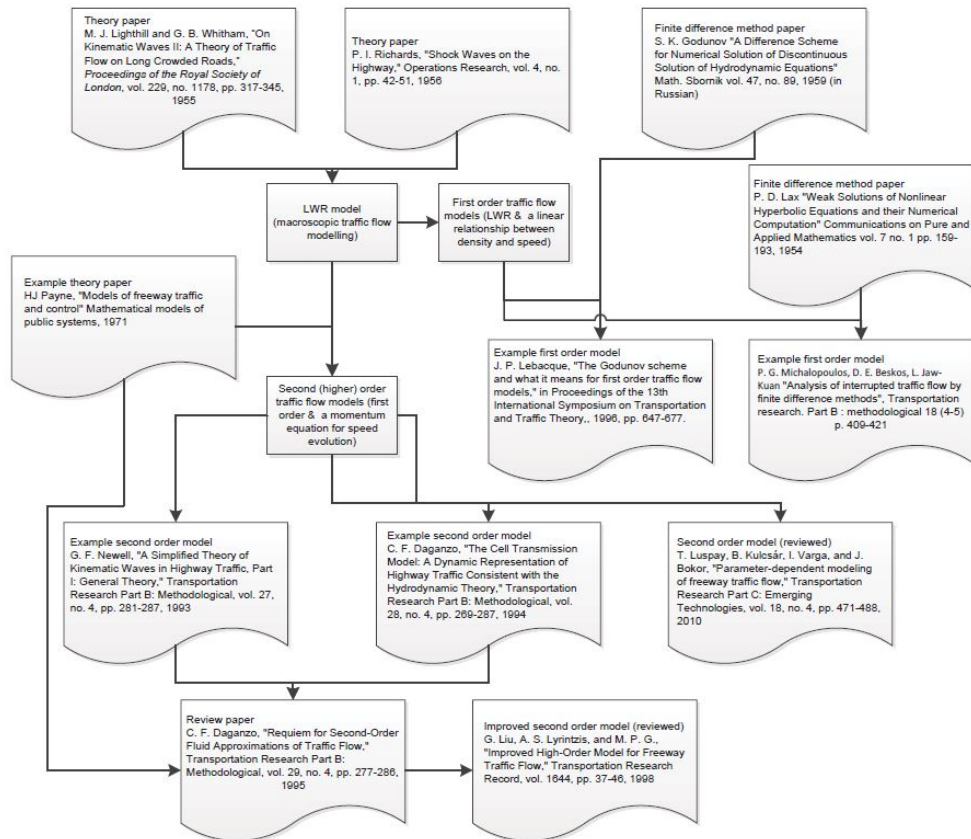 Theory paper
M. J. Lighthill and G. B. Whitham, "On
Kinematic Waves II: A Theory of Traffic
Flow on Long Crowded Roads,"
Proceedings of the Royal Society of
London, vol. 229, no. 1178, pp. 317-345,
1955
Theory paper
P. I. Richards, "Shock Waves on the
Highway," Operations Research, vol. 4, no.
1, pp. 42-51, 1956
Finite difference method paper
S. K. Godunov "A Difference Scheme
for Numerical Solution of Discontinuous
Solution of Hydrodynamic Equations"
Math. Sbornik vol. 47, no. 89, 1959 (in
Russian)
LWR model
(macroscopic traffic flow
modelling)
First order traffic flow
models (LWR & a linear
relationship between
density and speed)
Finite difference method paper
P. D. Lax "Weak Solutions of Nonlinear
Hyperbolic Equations and their Numerical
Computation" Communications on Pure and
Applied Mathematics vol. 7 no. 1 pp. 159-
193, 1954
Example theory paper
HJ Payne, "Models of freeway traffic
and control" Mathematical models of
public systems, 1971
Example first order model
J. P. Lebacque, "The Godunov scheme
and what it means for first order traffic flow
models," in Proceedings of the 13th
International Symposium on Transportation
and Traffic Theory,, 1996, pp. 647-677.
Example first order model
P. G. Michalopoulos, D. E. Beskos, L. Jaw-
Kuan "Analysis of interrupted traffic flow by
finite difference methods", Transportation
research. Part B : methodological 18 (4-5)
p. 409-421
Second (higher) order
traffic flow models (first
order & a momentum
equation for speed
evolution)
Example second order model
G. F. Newell, "A Simplified Theory of
Kinematic Waves in Highway Traffic, Part
I: General Theory," Transportation
Research Part B: Methodological, vol. 27,
no. 4, pp. 281-287, 1993
Example second order model
C. F. Daganzo, "The Cell Transmission
Model: A Dynamic Representation of
Highway Traffic Consistent with the
Hydrodynamic Theory," Transportation
Research Part B: Methodological, vol.
28, no. 4, pp. 269-287, 1994
Second order model (reviewed)
T. Luspay, B. Kulcsár, I. Varga, and J.
Bokor, "Parameter-dependent modeling
of freeway traffic flow," Transportation
Research Part C: Emerging
Technologies, vol. 18, no. 4, pp. 471-488,
2010
Review paper
C. F. Daganzo, "Requiem for Second-Order
Fluid Approximations of Traffic Flow,"
Transportation Research Part B:
Methodological, vol. 29, no. 4, pp. 277-286,
1995
Improved second order model (reviewed)
G. Liu, A. S. Lyrintzis, and M. P. G.,
"Improved High-Order Model for Freeway
Traffic Flow," Transportation Research
Record, vol. 1644, pp. 37-46, 1998